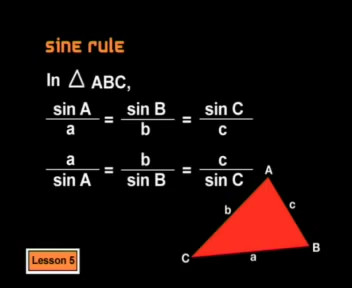 sine rule
In △ ABC,
sin A / a = sin B / b = sin C / c
a / sin A = b / sin B = c / sin C
A
b
c
B
C
a
Lesson 5